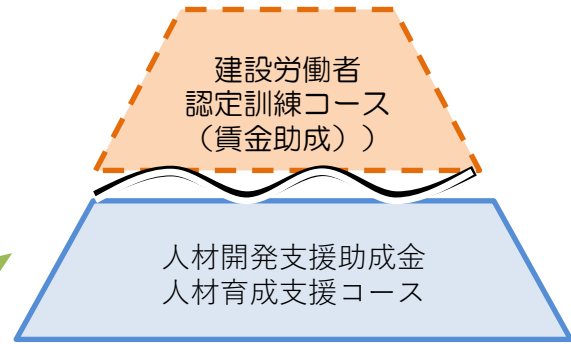 建設労働者
認定訓練コース
（賃金助成））
人材開発支援助成金
人材育成支援コース